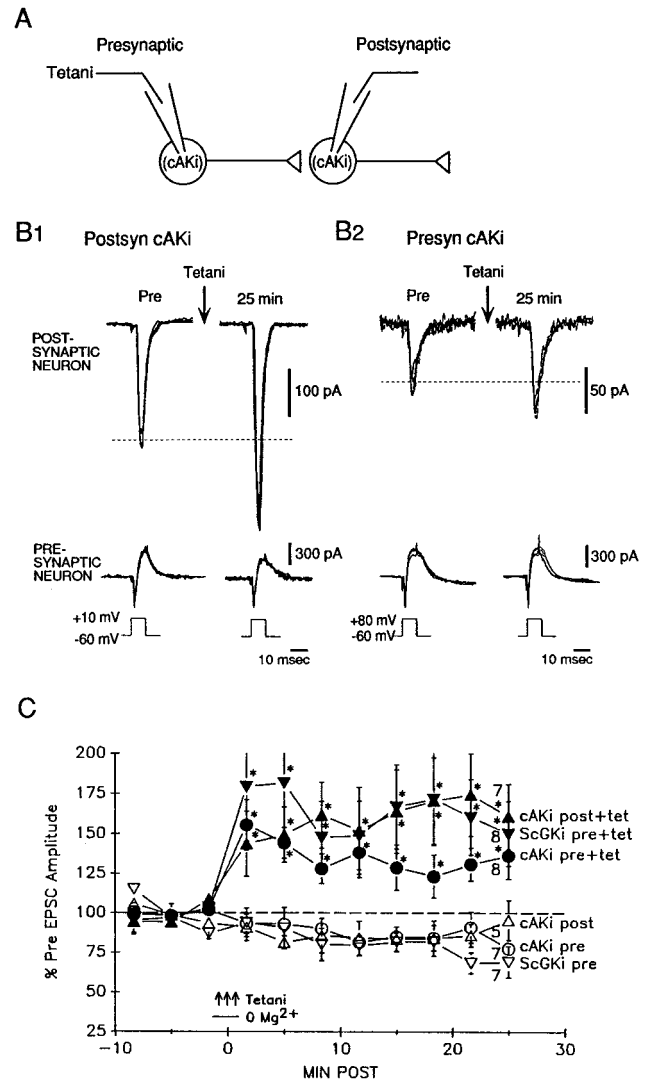 A
Presynaptic
Postsynaptic
Tetani
(cAKi)
(cAKi)
B1
Postsyn cAKi
B2
Presyn cAKi
Tetani
Pre
25 min
Tetani
Pre
25 min
POST-
SYNAPTIC
NEURON
100 pA
50 pA
PRE-
SYNAPTIC
NEURON
300 pA
300 pA
+10 mV
-60 mV
10 msec
+80 mV
-60 mV
10 msec
C
200
175
150
125
100
75
50
25
% Pre EPSC Amplitude
7
8
8
cAKi post+tet
ScGKi pre+tet
cAKi pre+tet
5
7
7
cAKi post
cAKi pre
ScGKi pre
Tetani
0 Mg2+
-10
0
10
20
30
MIN POST